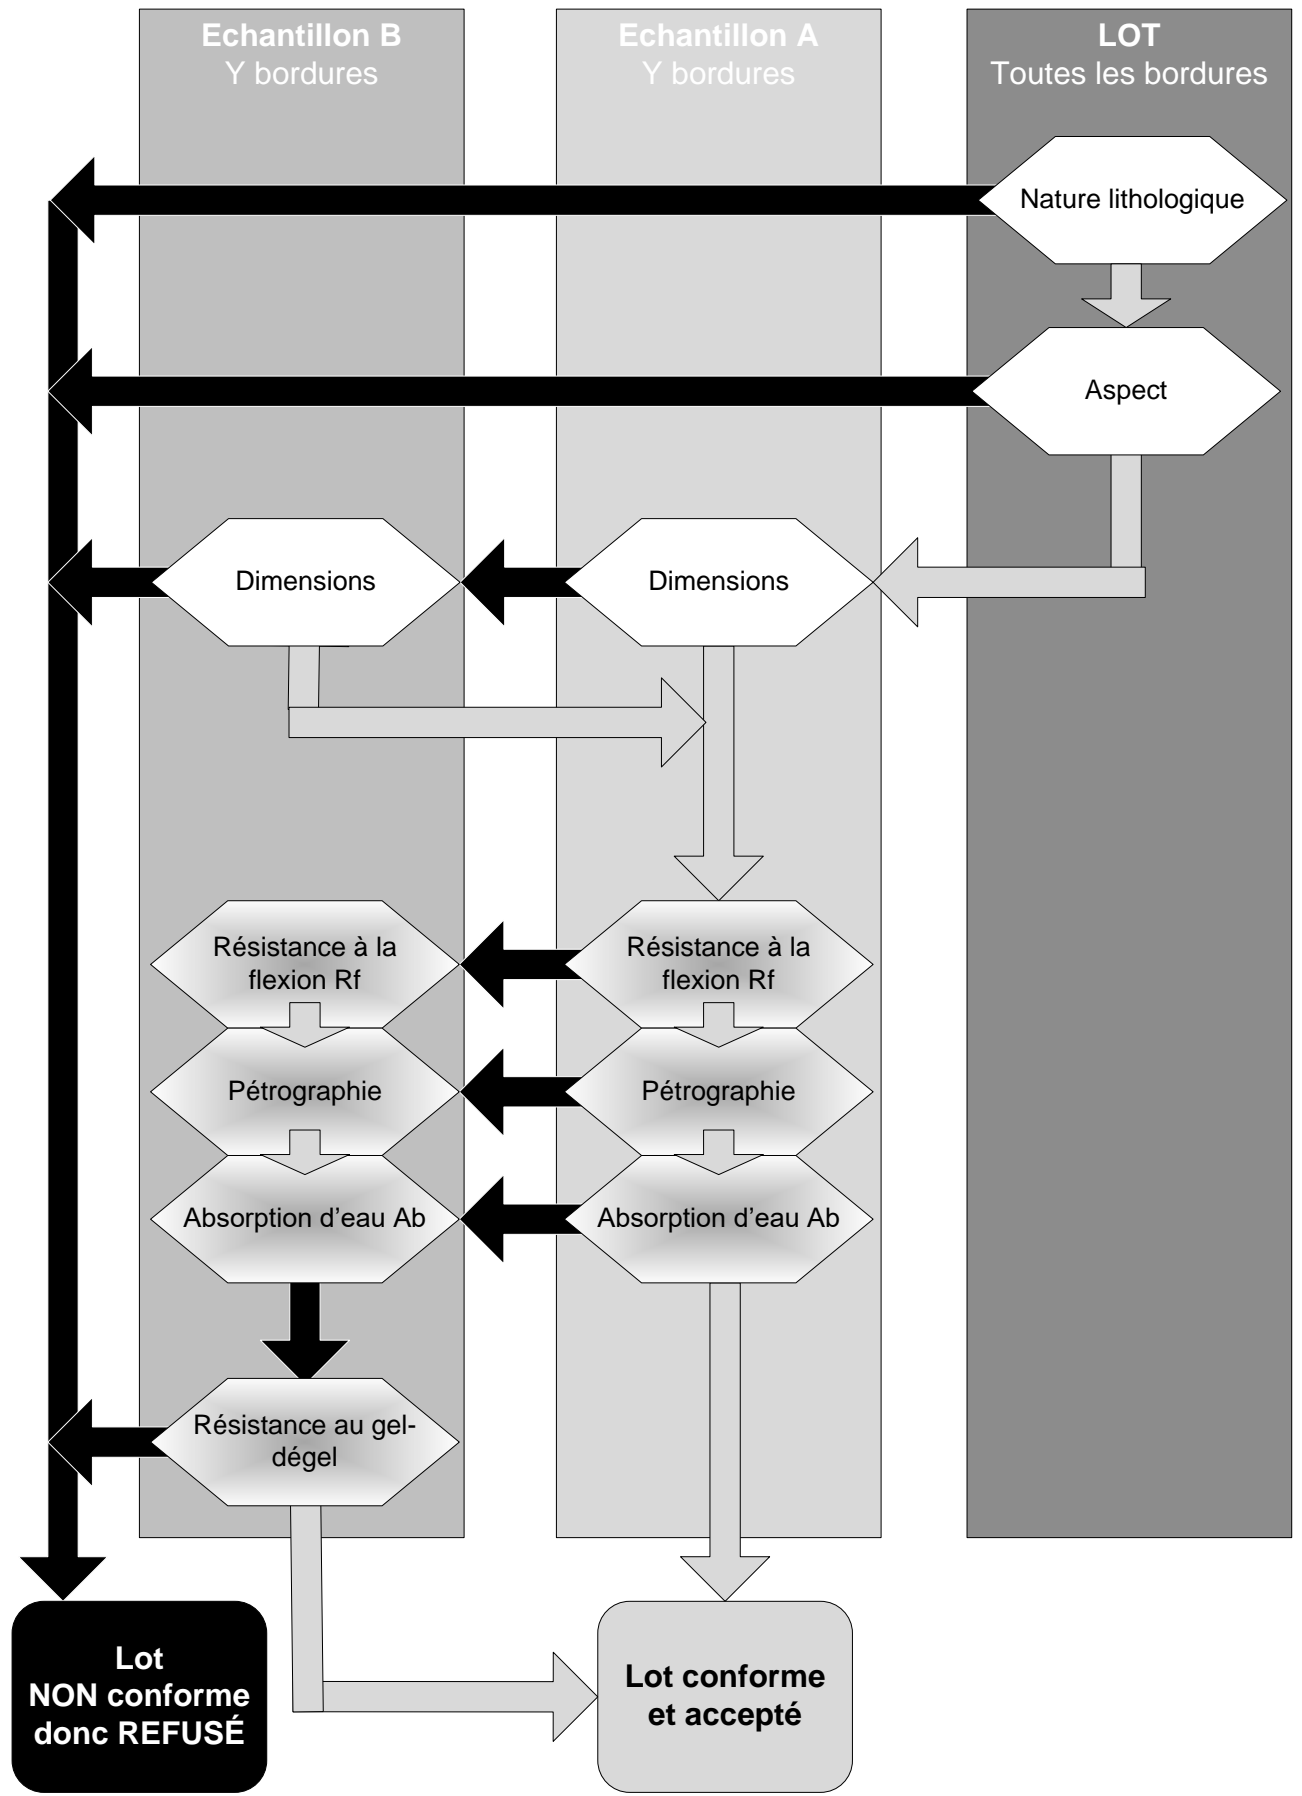 Echantillon B
Y bordures
Echantillon A
Y bordures
LOT
Toutes les bordures
Nature lithologique
Aspect
Dimensions
Dimensions
Résistance à la
flexion Rf
Résistance à la
flexion Rf
Pétrographie
Pétrographie
Absorption d'eau Ab
Absorption d'eau Ab
Résistance au gel-
dégel
Lot
NON conforme
donc REFUSÉ
Lot conforme
et accepté